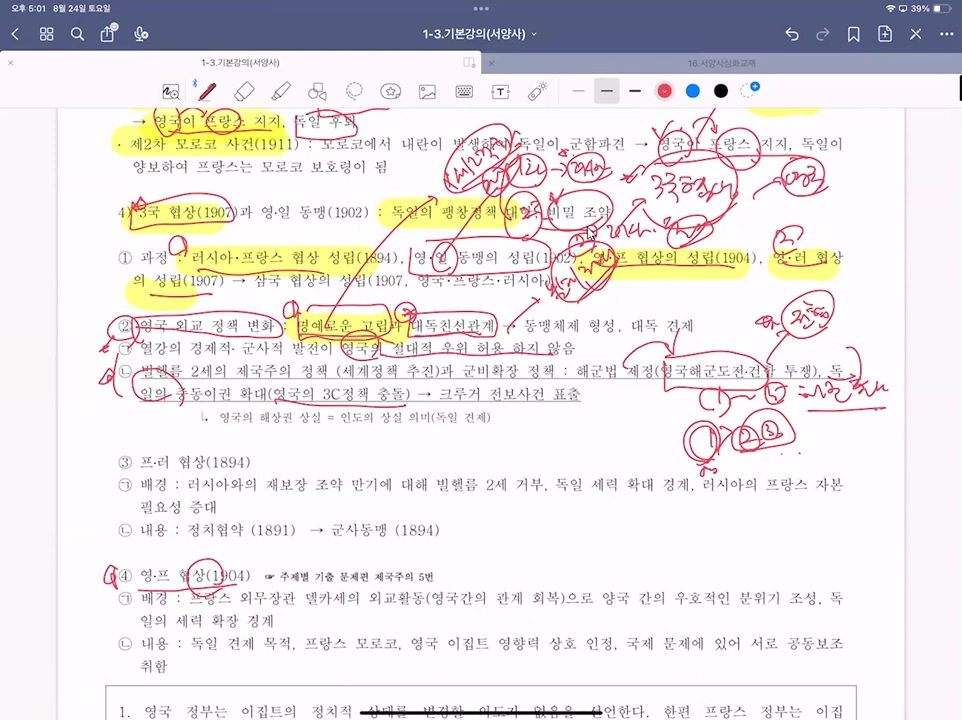 오후 5:01 8월 24일 토요일
39%
1-3.기본강의(서양사)
1-3.기본강의(서양사)
16.서양사심화교재
→ 영국이 프랑스 지지, 독일 후퇴
· 제2차 모로코 사건(1911) : 모로코에서 내란이 발생하여 독일이 군함파견 → 영국이 프랑스 지지, 독일이
양보하여 프랑스는 모로코 보호령이 됨
4) 3국 협상(1907)과 영·일 동맹(1902) : 독일의 팽창정책 대응, 비밀 조약
① 과정 : 러시아·프랑스 협상 성립(1894), 영·일 동맹의 성립(1902), 영·프 협상의 성립(1904), 영·러 협상
의 성립(1907) → 삼국 협상의 성립(1907, 영국·프랑스·러시아
② 영국 외교 정책 변화 : 명예로운 고립과 대독친선관계 → 동맹체제 형성, 대독 견제
㉠ 열강의 경제적·군사적 발전이 영국의 절대적 우위 허용 하지 않음
㉡ 빌헬름 2세의 제국주의 정책 (세계정책 추진)과 군비확장 정책 : 해군법 제정(영국해군도전-건함 투쟁), 독
일의 중동이권 확대(영국의 3C정책 충돌) → 크루거 전보사건 표출
↳ 영국의 해상권 상실 = 인도의 상실 의미(독일 견제)
③ 프·러 협상(1894)
㉠ 배경 : 러시아와의 재보장 조약 만기에 대해 빌헬름 2세 거부, 독일 세력 확대 경계, 러시아의 프랑스 자본
필요성 증대
㉡ 내용 : 정치협약 (1891) → 군사동맹 (1894)
④ 영·프 협상(1904) ☞ 주제별 기출 문제편 제국주의 5번
㉠ 배경 : 프랑스 외무장관 델카세의 외교활동(영국간의 관계 회복)으로 양국 간의 우호적인 분위기 조성, 독
일의 세력 확장 경계
㉡ 내용 : 독일 견제 목적, 프랑스 모로코, 영국 이집트 영향력 상호 인정, 국제 문제에 있어 서로 공동보조
취함
1. 영국 정부는 이집트의 정치적 상태를 변경할 의도가 없음을 선언한다. 한편 프랑스 정부는 이집